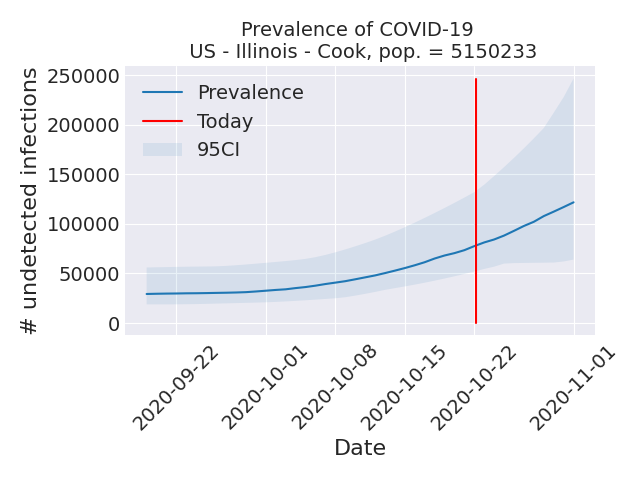 Prevalence of COVID-19
US - Illinois - Cook, pop. = 5150233
# undetected infections
250000
200000
150000
100000
50000
0
Prevalence
Today
95CI
2020-09-22
2020-10-01
2020-10-08
2020-10-15
2020-10-22
2020-11-01
Date